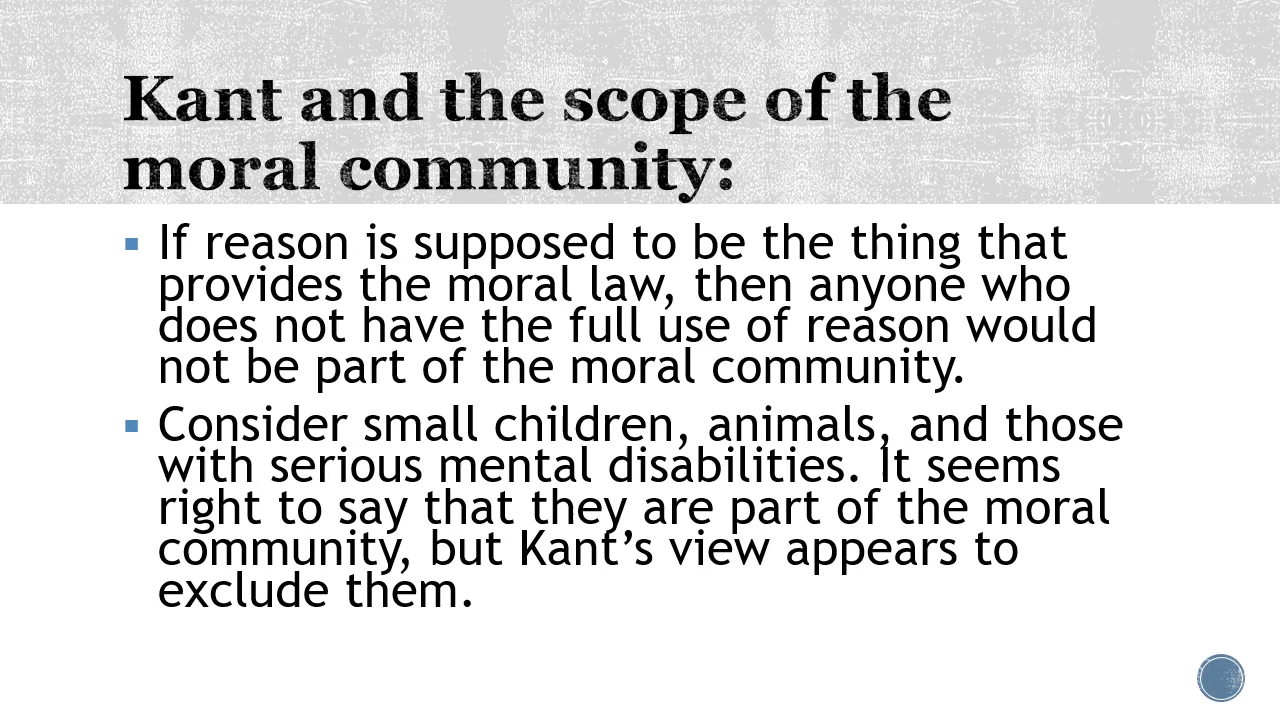 Kant and the scope of the
moral community:
▪ If reason is supposed to be the thing that
provides the moral law, then anyone who
does not have the full use of reason would
not be part of the moral community.
▪ Consider small children, animals, and those
with serious mental disabilities. It seems
right to say that they are part of the moral
community, but Kant’s view appears to
exclude them.